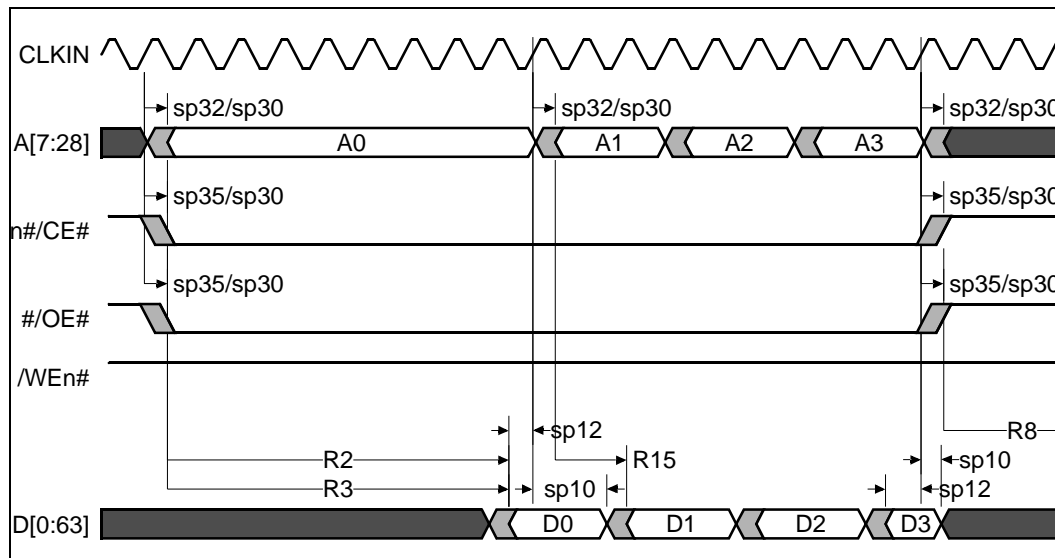 CLKIN
sp32/sp30 sp32/sp30 sp32/sp30
A[7:28] A0 A1 A2 A3
sp35/sp30 sp35/sp30
n#/CE#
sp35/sp30 sp35/sp30
#/OE#
/WEn#
sp12 R8
R2 R15 sp10
R3 sp10 sp12
D[0:63] D0 D1 D2 D3